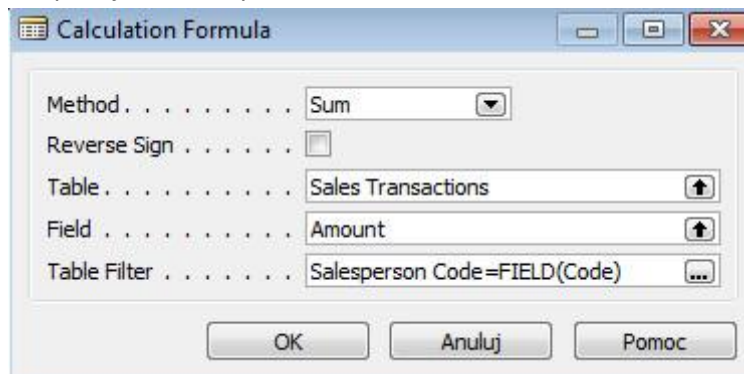 Calculation Formula
Method . . . . . . . . . Sum
Reverse Sign . . . . . .
Table . . . . . . . . . . Sales Transactions
Field . . . . . . . . . . Amount
Table Filter . . . . . . . Salesperson Code=FIELD(Code) ...
OK Anuluj Pomoc